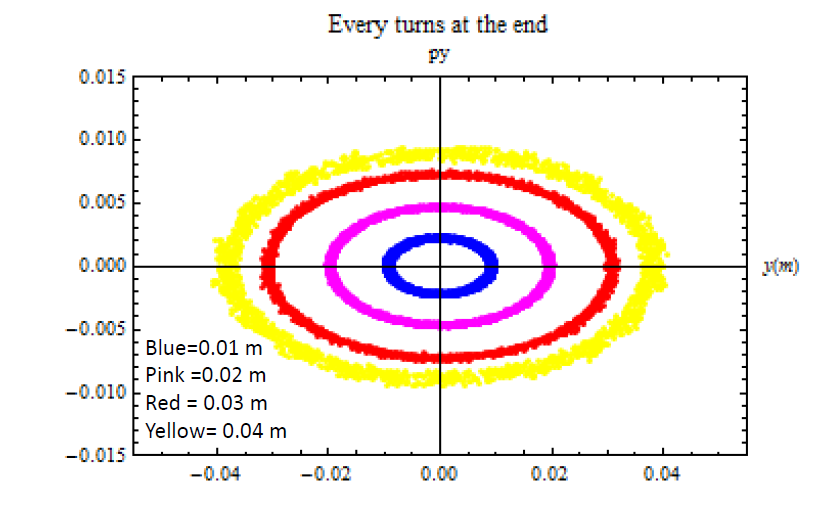 Every turns at the end
py
0.015
0.010
0.005
0.000
y(m)
−0.005
Blue=0.01 m
Pink =0.02 m
−0.010
Red = 0.03 m
Yellow= 0.04 m
−0.015
−0.04 −0.02 0.00 0.02 0.04